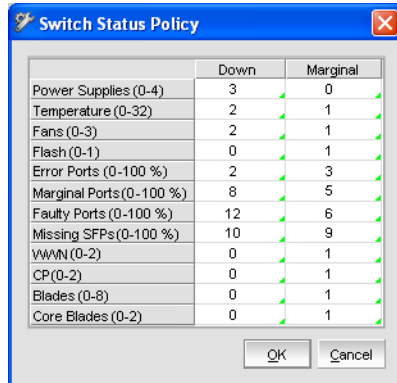 Switch Status Policy
Down Marginal
Power Supplies (0-4) 3 0
Temperature (0-32) 2 1
Fans (0-3) 2 1
Flash (0-1) 0 1
Error Ports (0-100 %) 2 3
Marginal Ports (0-100 %) 8 5
Faulty Ports (0-100 %) 12 6
Missing SFPs (0-100 %) 10 9
WWN (0-2) 0 1
CP (0-2) 0 1
Blades (0-8) 0 1
Core Blades (0-2) 0 1
OK Cancel